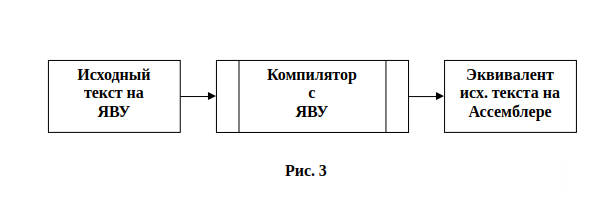 Исходный
текст на
ЯВУ
Компилятор
с
ЯВУ
Эквивалент
исх. текста на
Ассемблере
Рис. 3